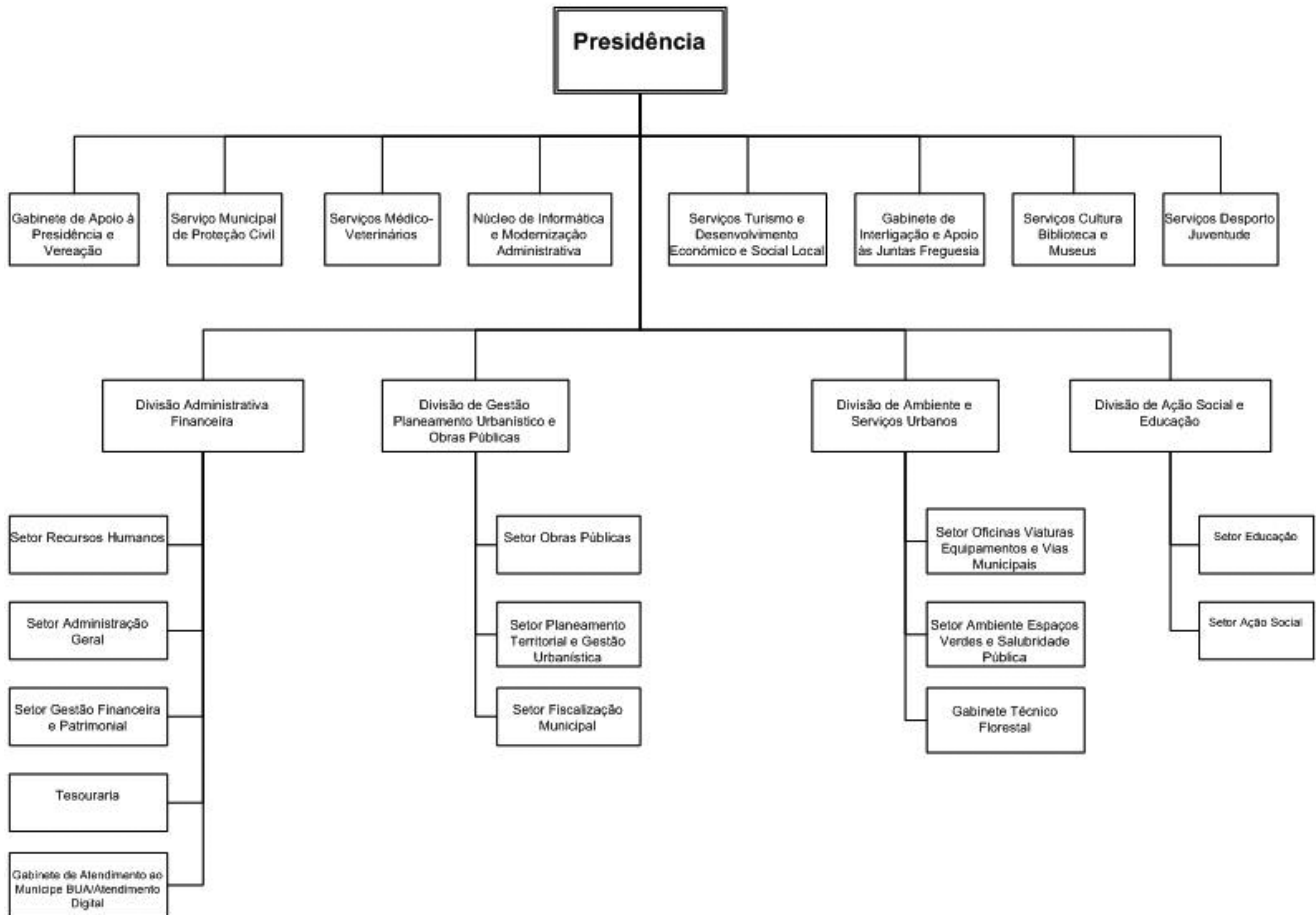 Presidência
Gabinete de Apoio à
Presidência e
Vereação
Serviço Municipal
de Proteção Civil
Serviços Médico-
Veterinários
Núcleo de Informática
e Modernização
Administrativa
Serviços Turismo e
Desenvolvimento
Económico e Social Local
Gabinete de
Interligação e Apoio
às Juntas Freguesia
Serviços Cultura
Biblioteca e
Museus
Serviços Desporto
Juventude
Divisão Administrativa
Financeira
Divisão de Gestão
Planeamento Urbanístico e
Obras Públicas
Divisão de Ambiente e
Serviços Urbanos
Divisão de Ação Social e
Educação
Setor Recursos Humanos
Setor Administração
Geral
Setor Gestão Financeira
e Patrimonial
Tesouraria
Gabinete de Atendimento ao
Municipe BUA/Atendimento
Digital
Setor Obras Públicas
Setor Planeamento
Territorial e Gestão
Urbanística
Setor Fiscalização
Municipal
Setor Oficinas Viaturas
Equipamentos e Vias
Municipais
Setor Ambiente Espaços
Verdes e Salubridade
Pública
Gabinete Técnico
Florestal
Setor Educação
Setor Ação Social